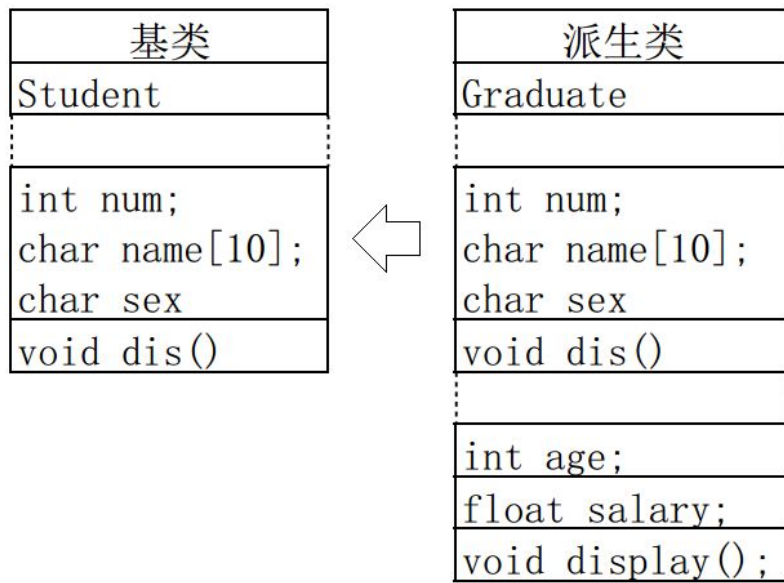 基类
Student
int num;
char name[10];
char sex
void dis()
派生类
Graduate
int num;
char name[10];
char sex
void dis()
int age;
float salary;
void display();